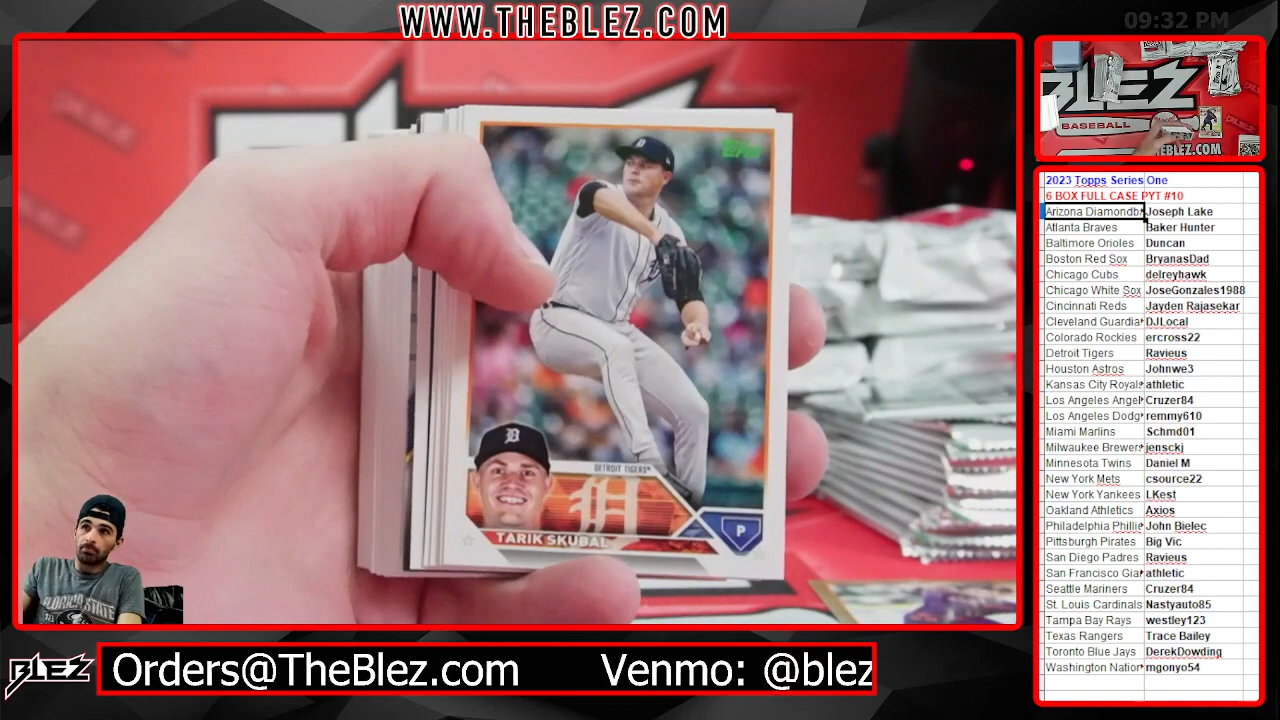 WWW.THEBLEZ.COM
09:32 PM
Topps
DETROIT TIGERS
TARIK SKUBAL
P
D
FLORIDA STATE
BLEZ
BASEBALL
.COM
2023 Topps Series One
6 BOX FULL CASE PYT #10
Arizona Diamondb Joseph Lake
Atlanta Braves Baker Hunter
Baltimore Orioles Duncan
Boston Red Sox BryanasDad
Chicago Cubs delreyhawk
Chicago White Sox JoseGonzales1988
Cincinnati Reds Jayden Rajasekar
Cleveland Guardia DJLocal
Colorado Rockies ercross22
Detroit Tigers Ravieus
Houston Astros Johnwe3
Kansas City Royals athletic
Los Angeles Angel Cruzer84
Los Angeles Dodg remmy610
Miami Marlins Schmd01
Milwaukee Brewers jensckj
Minnesota Twins Daniel M
New York Mets csource22
New York Yankees LKest
Oakland Athletics Axios
Philadelphia Phillie John Bielec
Pittsburgh Pirates Big Vic
San Diego Padres Ravieus
San Francisco Gia athletic
Seattle Mariners Cruzer84
St. Louis Cardinals Nastyauto85
Tampa Bay Rays westley123
Texas Rangers Trace Bailey
Toronto Blue Jays DerekDowding
Washington Nation mgonyo54
BLEZ
Orders@TheBlez.com Venmo: @blez